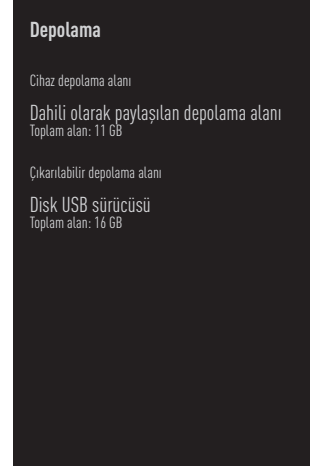 Depolama
Cihaz depolama alanı
Dahili olarak paylaşılan depolama alanı
Toplam alan: 11 GB
Çıkarılabilir depolama alanı
Disk USB sürücüsü
Toplam alan: 16 GB